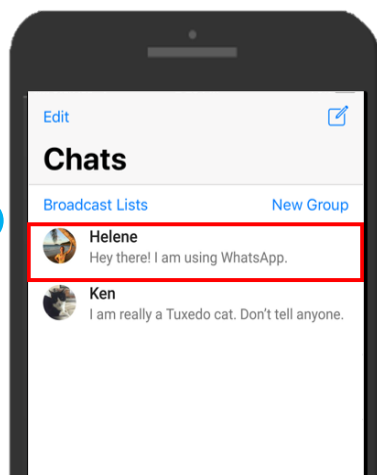 Edit
Chats
Broadcast Lists New Group
Helene
Hey there! I am using WhatsApp.
Ken
I am really a Tuxedo cat. Don't tell anyone.